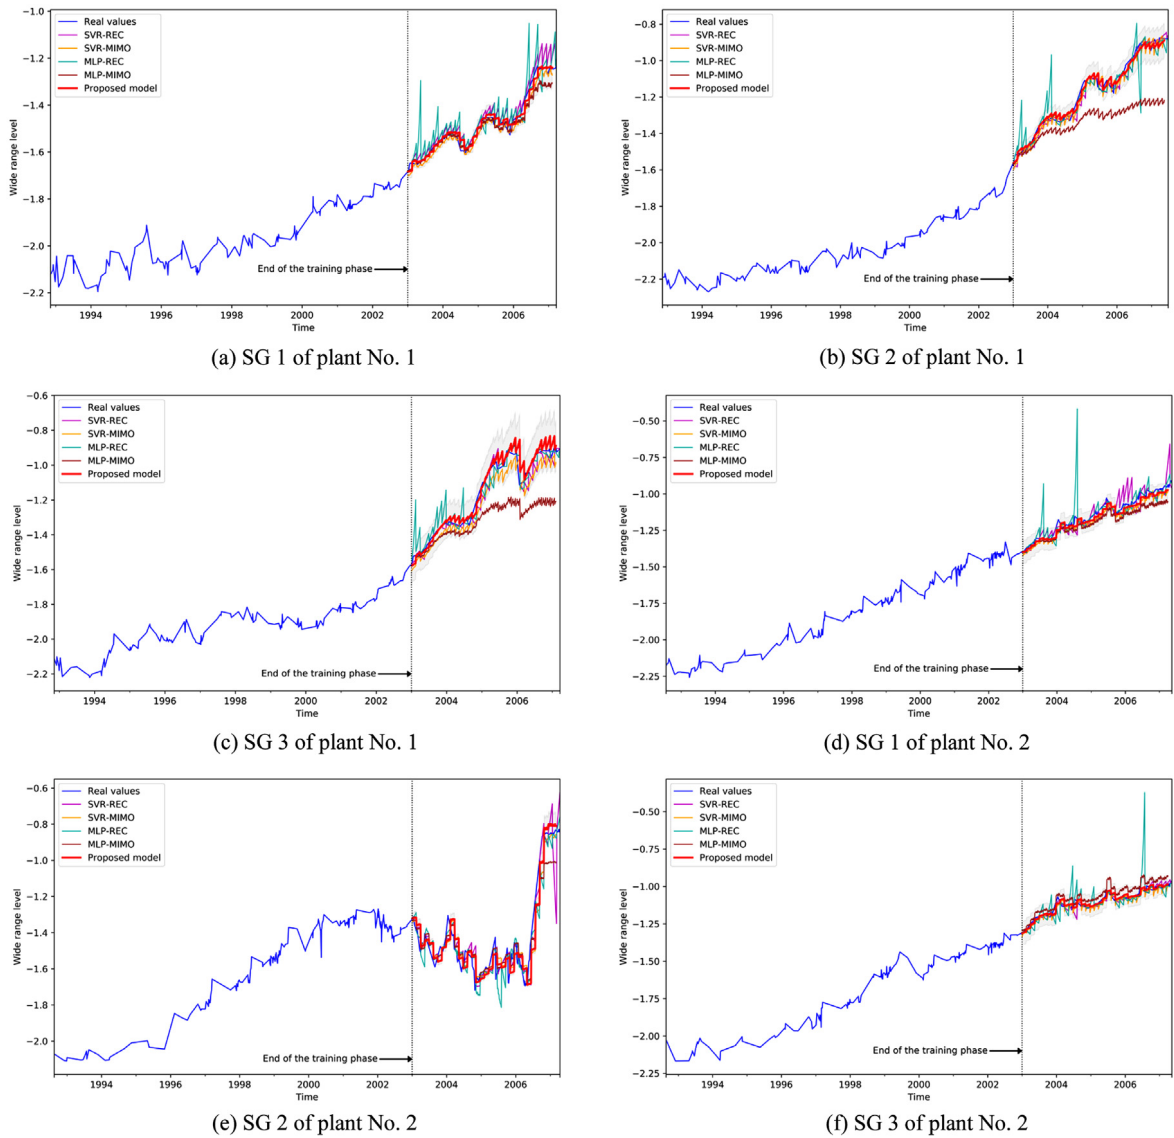 Real values
SVR-REC
SVR-MIMO
MLP-REC
MLP-MIMO
Proposed model
−1.0
−1.2
−1.4
−1.6
−1.8
−2.0
−2.2
Wide range level
End of the training phase
1994 1996 1998 2000 2002 2004 2006
Time
(a) SG 1 of plant No. 1
Real values
SVR-REC
SVR-MIMO
MLP-REC
MLP-MIMO
Proposed model
−0.8
−1.0
−1.2
−1.4
−1.6
−1.8
−2.0
−2.2
Wide range level
End of the training phase
1994 1996 1998 2000 2002 2004 2006
Time
(b) SG 2 of plant No. 1
Real values
SVR-REC
SVR-MIMO
MLP-REC
MLP-MIMO
Proposed model
−0.6
−0.8
−1.0
−1.2
−1.4
−1.6
−1.8
−2.0
−2.2
Wide range level
End of the training phase
1994 1996 1998 2000 2002 2004 2006
Time
(c) SG 3 of plant No. 1
Real values
SVR-REC
SVR-MIMO
MLP-REC
MLP-MIMO
Proposed model
−0.50
−0.75
−1.00
−1.25
−1.50
−1.75
−2.00
−2.25
Wide range level
End of the training phase
1994 1996 1998 2000 2002 2004 2006
Time
(d) SG 1 of plant No. 2
Real values
SVR-REC
SVR-MIMO
MLP-REC
MLP-MIMO
Proposed model
−0.6
−0.8
−1.0
−1.2
−1.4
−1.6
−1.8
−2.0
Wide range level
End of the training phase
1994 1996 1998 2000 2002 2004 2006
Time
(e) SG 2 of plant No. 2
Real values
SVR-REC
SVR-MIMO
MLP-REC
MLP-MIMO
Proposed model
−0.50
−0.75
−1.00
−1.25
−1.50
−1.75
−2.00
−2.25
Wide range level
End of the training phase
1994 1996 1998 2000 2002 2004 2006
Time
(f) SG 3 of plant No. 2